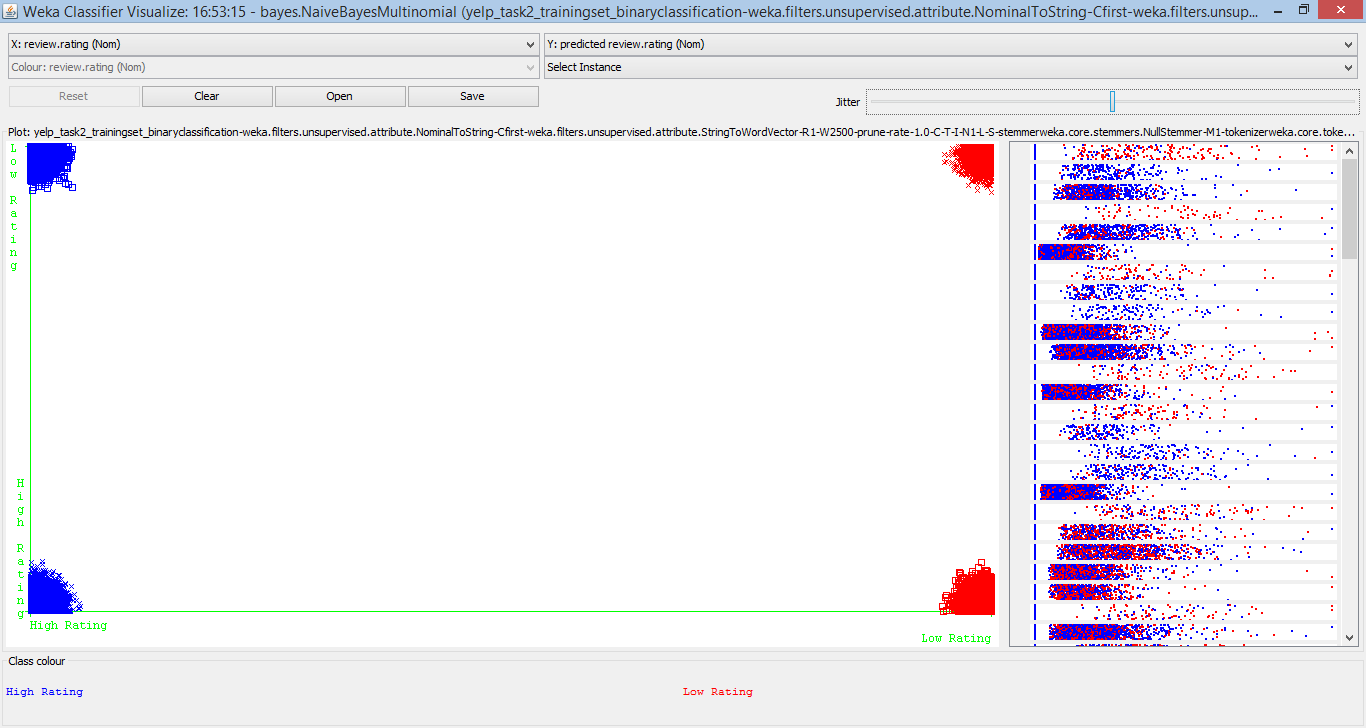 Weka Classifier Visualize: 16:53:15 - bayes.NaiveBayesMultinomial (yelp_task2_trainingset_binaryclassification-weka.filters.unsupervised.attribute.NominalToString-Cfirst-weka.filters.unsup...
X: review.rating (Nom)
Y: predicted review.rating (Nom)
Colour: review.rating (Nom)
Select Instance
Reset
Clear
Open
Save
Jitter
Plot: yelp_task2_trainingset_binaryclassification-weka.filters.unsupervised.attribute.NominalToString-Cfirst-weka.filters.unsupervised.attribute.StringToWordVector-R1-W2500-prune-rate-1.0-C-T-I-N1-L-S-stemmerweka.core.stemmers.NullStemmer-M1-tokenizerweka.core.toke...
Low Rating
High Rating
High Rating
Low Rating
Class colour
High Rating
Low Rating